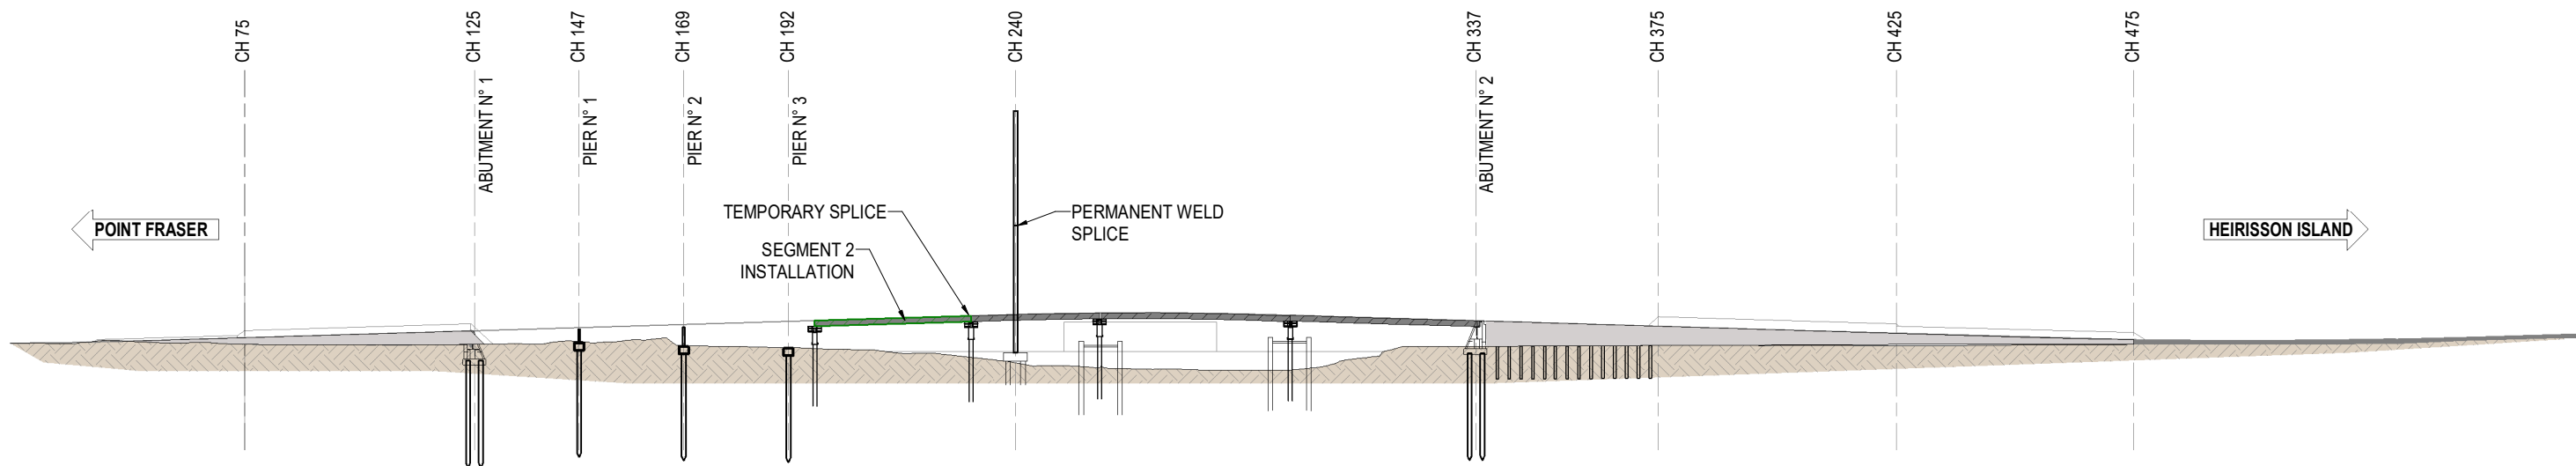 CH 75
CH 125
CH 147
CH 169
CH 192
CH 240
CH 337
CH 375
CH 425
CH 475
ABUTMENT N° 1
PIER N° 1
PIER N° 2
PIER N° 3
ABUTMENT N° 2
POINT FRASER
TEMPORARY SPLICE
SEGMENT 2
INSTALLATION
PERMANENT WELD
SPLICE
HEIRISSON ISLAND